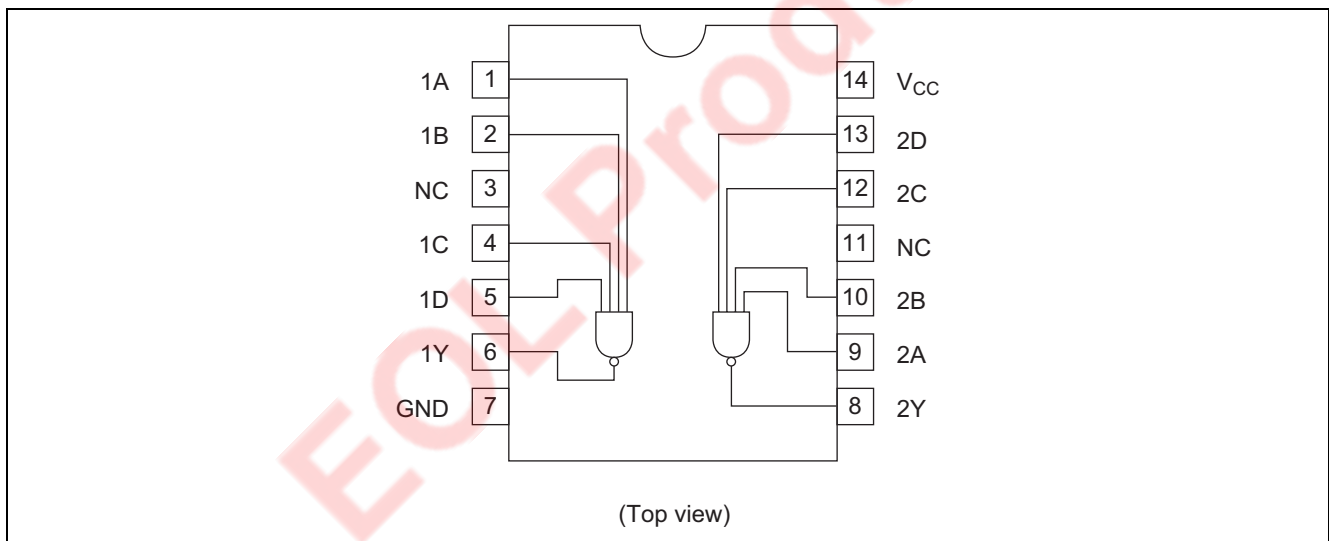 1A 1 14 VCC
1B 2 13 2D
NC 3 12 2C
1C 4 11 NC
1D 5 10 2B
1Y 6 9 2A
GND 7 8 2Y
(Top view)
EOL Prod